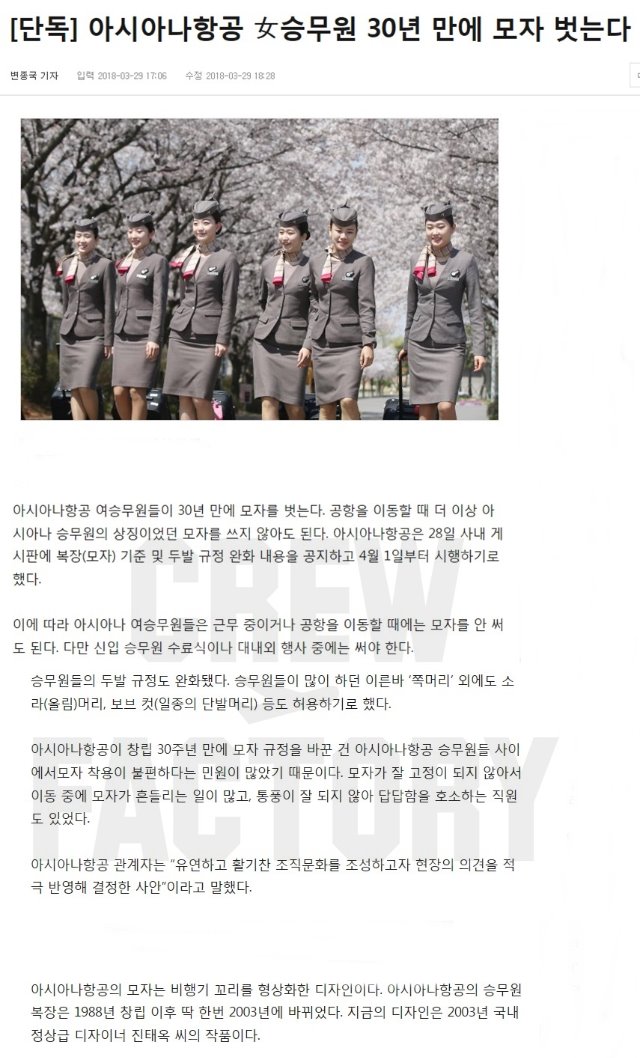 [단독] 아시아나항공 女승무원 30년 만에 모자 벗는다
변종국 기자 입력 2018-03-29 17:06 수정 2018-03-29 18:28
아시아나항공 여승무원들이 30년 만에 모자를 벗는다. 공항을 이동할 때 더 이상 아
시아나 승무원의 상징이었던 모자를 쓰지 않아도 된다. 아시아나항공은 28일 사내 게
시판에 복장(모자) 기준 및 두발 규정 완화 내용을 공지하고 4월 1일부터 시행하기로
했다.
이에 따라 아시아나 여승무원들은 근무 중이거나 공항을 이동할 때에는 모자를 안 써
도 된다. 다만 신입 승무원 수료식이나 대내외 행사 중에는 써야 한다.
승무원들의 두발 규정도 완화됐다. 승무원들이 많이 하던 이른바 ‘쪽머리’ 외에도 소
라(올림)머리, 보브 컷(일종의 단발머리) 등도 허용하기로 했다.
아시아나항공이 창립 30주년 만에 모자 규정을 바꾼 건 아시아나항공 승무원들 사이
에서모자 착용이 불편하다는 민원이 많았기 때문이다. 모자가 잘 고정이 되지 않아서
이동 중에 모자가 흔들리는 일이 많고, 통풍이 잘 되지 않아 답답함을 호소하는 직원
도 있었다.
아시아나항공 관계자는 “유연하고 활기찬 조직문화를 조성하고자 현장의 의견을 적
극 반영해 결정한 사안”이라고 말했다.
아시아나항공의 모자는 비행기 꼬리를 형상화한 디자인이다. 아시아나항공의 승무원
복장은 1988년 창립 이후 딱 한번 2003년에 바뀌었다. 지금의 디자인은 2003년 국내
정상급 디자이너 진태옥 씨의 작품이다.
CREW
FACTORY